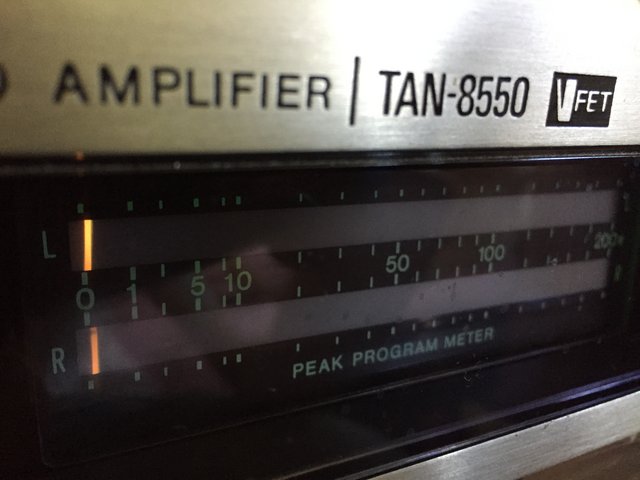 AMPLIFIER | TAN-8550 VFET
L
0 1 5 10 50 100 200
R
PEAK PROGRAM METER